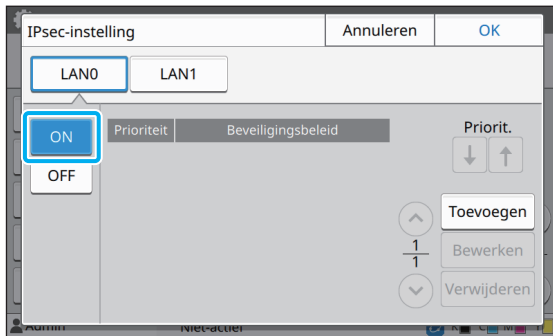 IPsec-instelling
Annuleren
OK
LAN0
LAN1
ON
OFF
Prioriteit
Beveiligingsbeleid
Priorit.
Toevoegen
1
1
Bewerken
Verwijderen
Admin
Niet-actief
K
C
M
Y